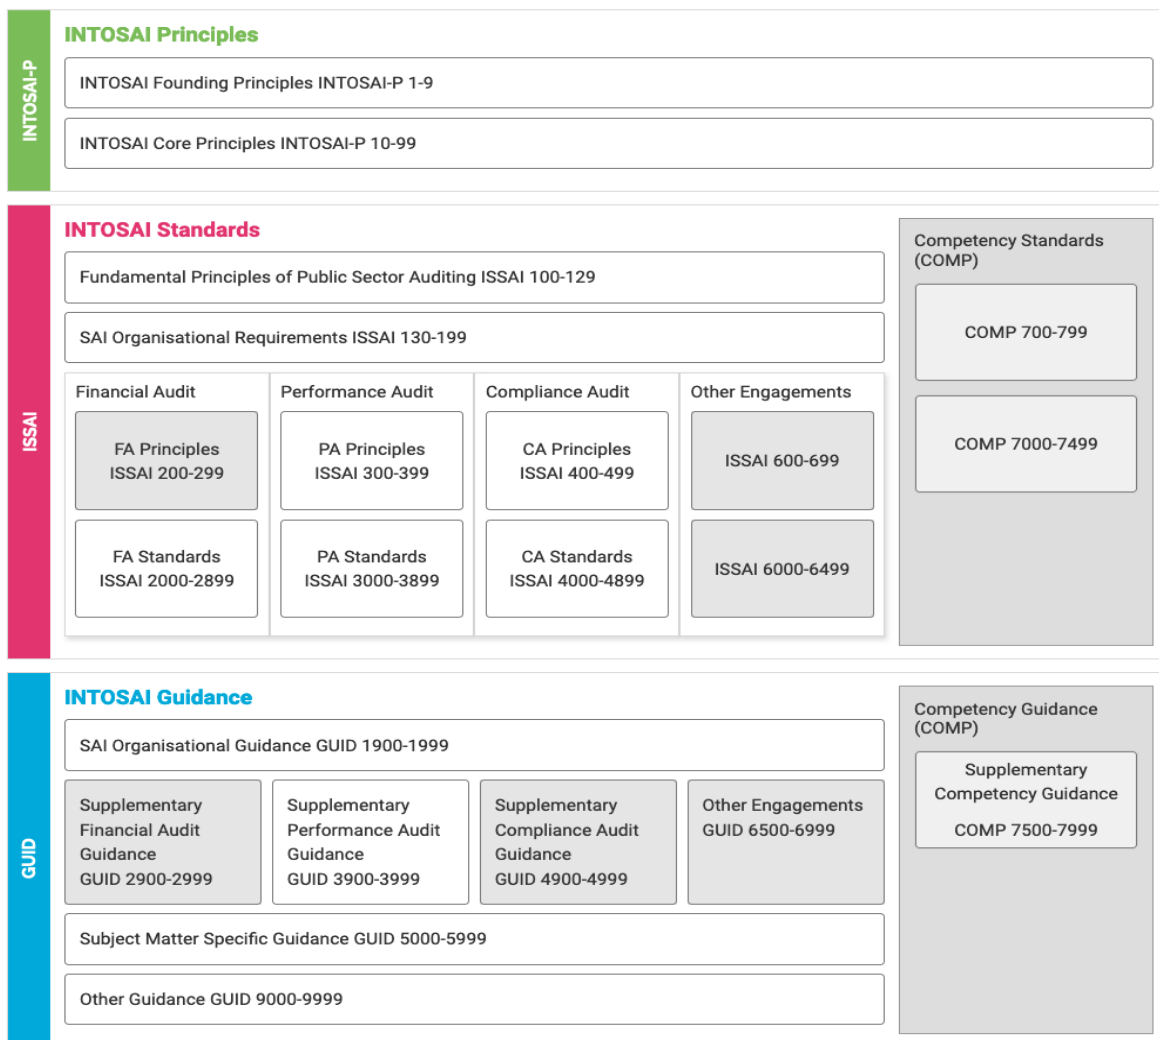 INTOSAI-P
INTOSAI Principles
INTOSAI Founding Principles INTOSAI-P 1-9
INTOSAI Core Principles INTOSAI-P 10-99
ISSAI
INTOSAI Standards
Fundamental Principles of Public Sector Auditing ISSAI 100-129
SAI Organisational Requirements ISSAI 130-199
Financial Audit
FA Principles
ISSAI 200-299
FA Standards
ISSAI 2000-2899
Performance Audit
PA Principles
ISSAI 300-399
PA Standards
ISSAI 3000-3899
Compliance Audit
CA Principles
ISSAI 400-499
CA Standards
ISSAI 4000-4899
Other Engagements
ISSAI 600-699
ISSAI 6000-6499
Competency Standards
(COMP)
COMP 700-799
COMP 7000-7499
GUID
INTOSAI Guidance
SAI Organisational Guidance GUID 1900-1999
Supplementary
Financial Audit
Guidance
GUID 2900-2999
Supplementary
Performance Audit
Guidance
GUID 3900-3999
Supplementary
Compliance Audit
Guidance
GUID 4900-4999
Other Engagements
GUID 6500-6999
Subject Matter Specific Guidance GUID 5000-5999
Other Guidance GUID 9000-9999
Competency Guidance
(COMP)
Supplementary
Competency Guidance
COMP 7500-7999